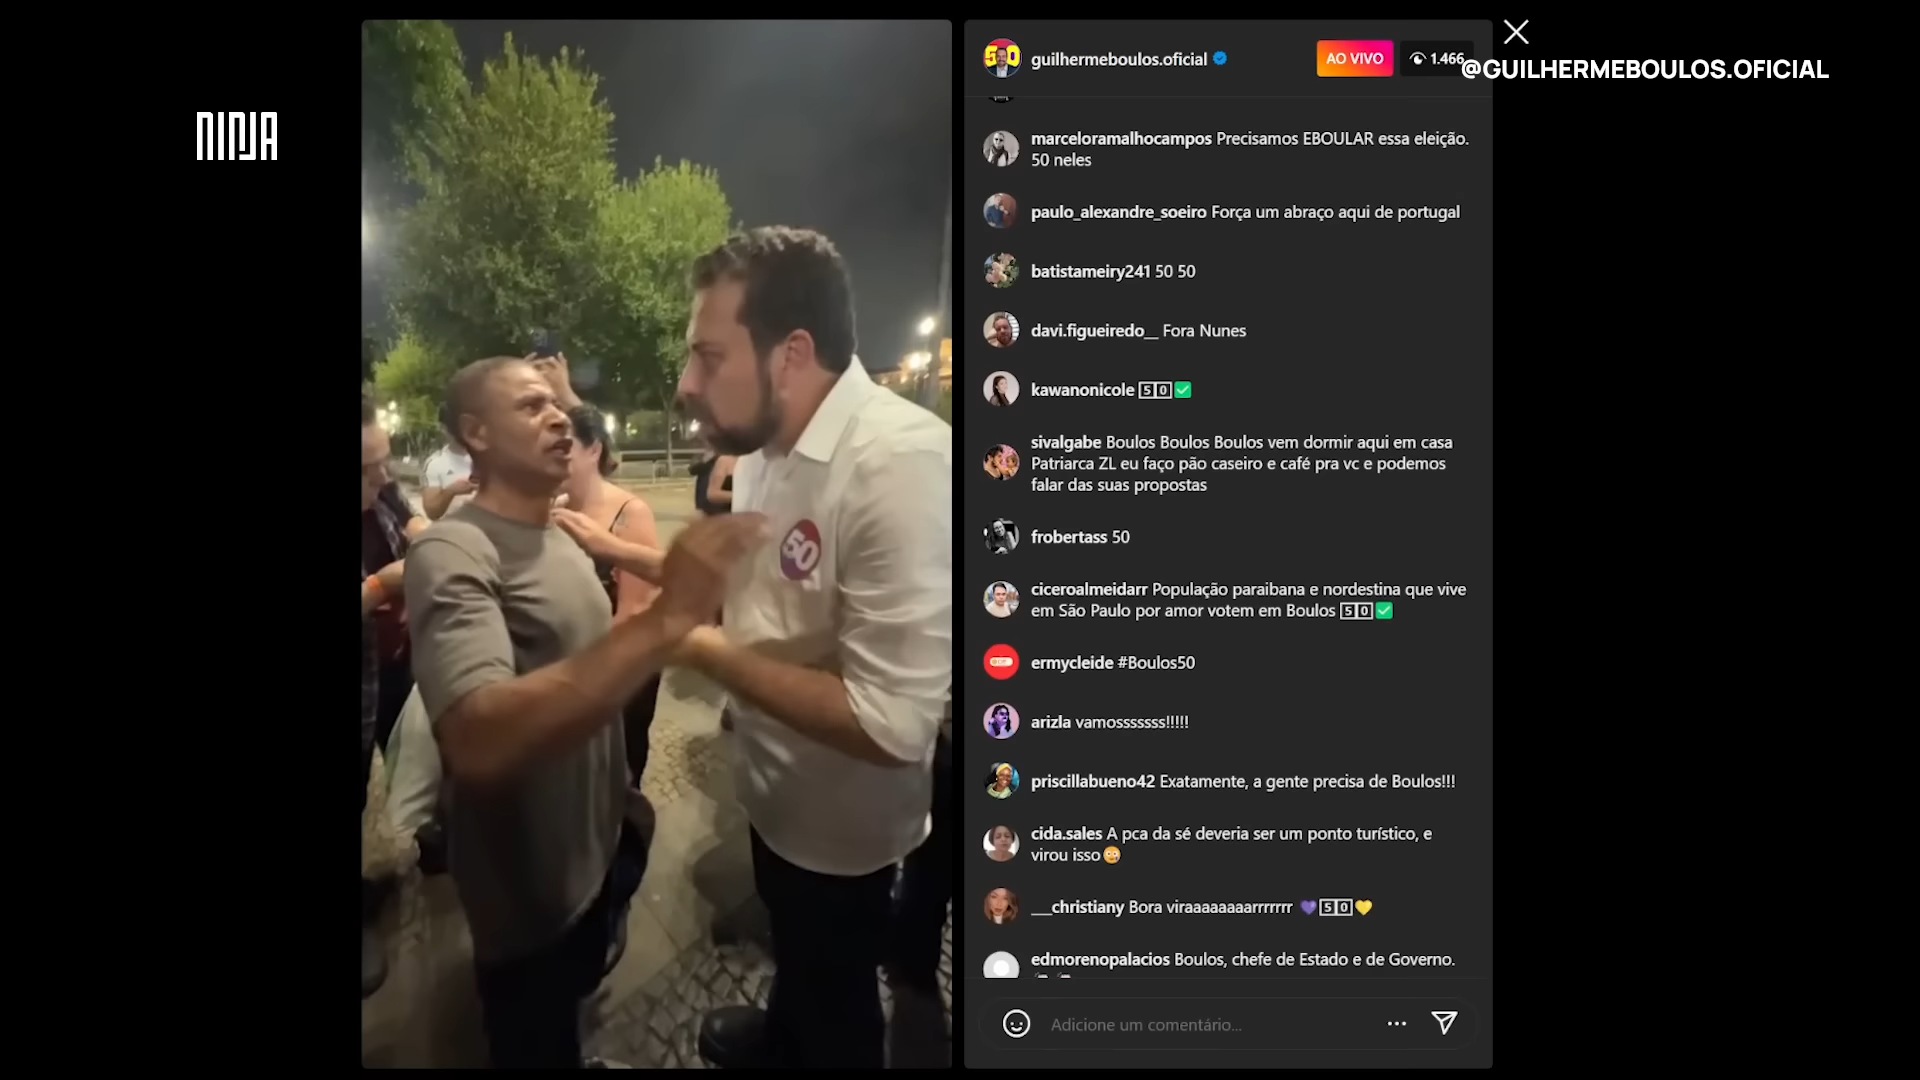 NINJA
50
guilhermeboulos.oficial
AO VIVO
1.466
@GUILHERMEBOULOS.OFICIAL
marceloramalhocampos Precisamos EBOULAR essa eleição.
50 neles
paulo_alexandre_soeiro Força um abraço aqui de portugal
batistameiry241 50 50
davi.figueiredo__ Fora Nunes
kawanonicole 50✅
sivalgabe Boulos Boulos Boulos vem dormir aqui em casa
Patriarca ZL eu faço pão caseiro e café pra vc e podemos
falar das suas propostas
frobertass 50
ciceroalmeidarr População paraibana e nordestina que vive
em São Paulo por amor votem em Boulos 50✅
ermycleide #Boulos50
arizla vamosssssss!!!!!
priscillabueno42 Exatamente, a gente precisa de Boulos!!!
cida.sales A pca da sé deveria ser um ponto turístico, e
virou isso😳
___christiany Bora viraaaaaaaarrrrrrr 💜50💛
edmorenopalacios Boulos, chefe de Estado e de Governo.
Adicione um comentário...
50